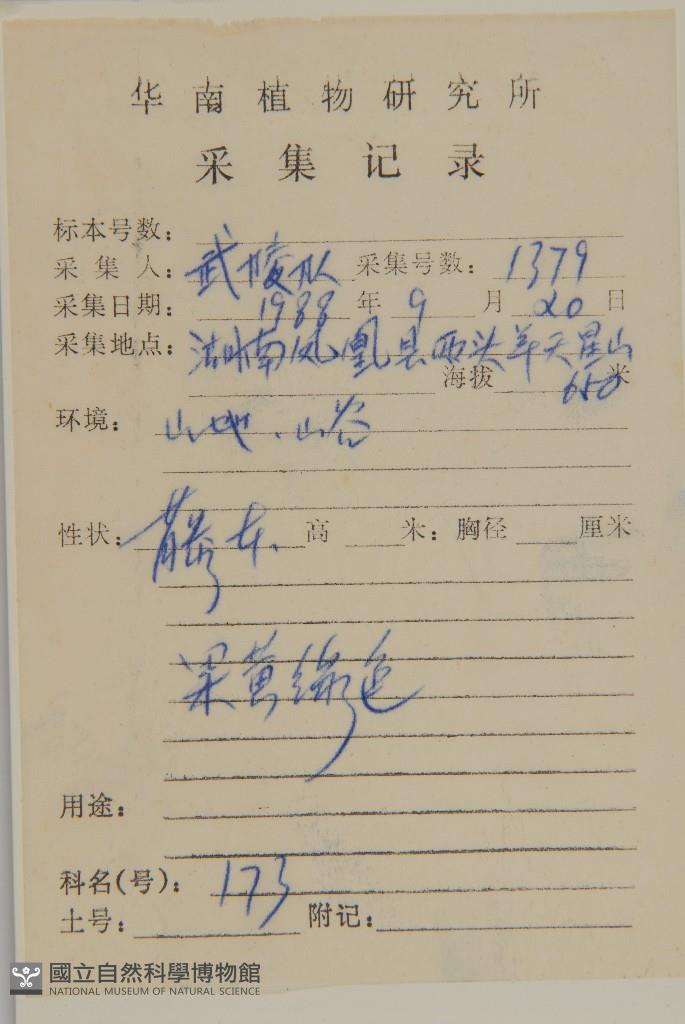 华南植物研究所
采集记录
标本号数:
采集人: 武陵队 采集号数: 1379
采集日期: 1988 年 9 月 20 日
采集地点: 湖南凤凰县两头羊天星山
海拔 650 米
环境: 山地、山谷
性状: 藤本 高 米: 胸径 厘米
果黄绿色
用途:
科名(号): 173
土号: 附记:
國立自然科學博物館
NATIONAL MUSEUM OF NATURAL SCIENCE